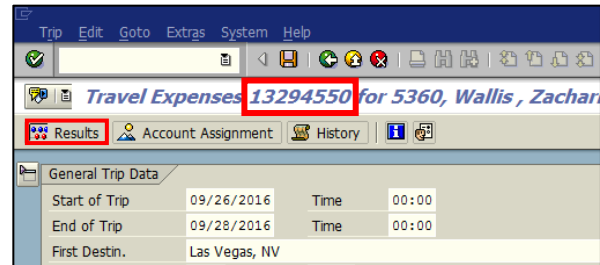 Trip Edit Goto Extras System Help
Travel Expenses 13294550 for 5360, Wallis , Zachari
Results Account Assignment History
General Trip Data
Start of Trip 09/26/2016 Time 00:00
End of Trip 09/28/2016 Time 00:00
First Destin. Las Vegas, NV